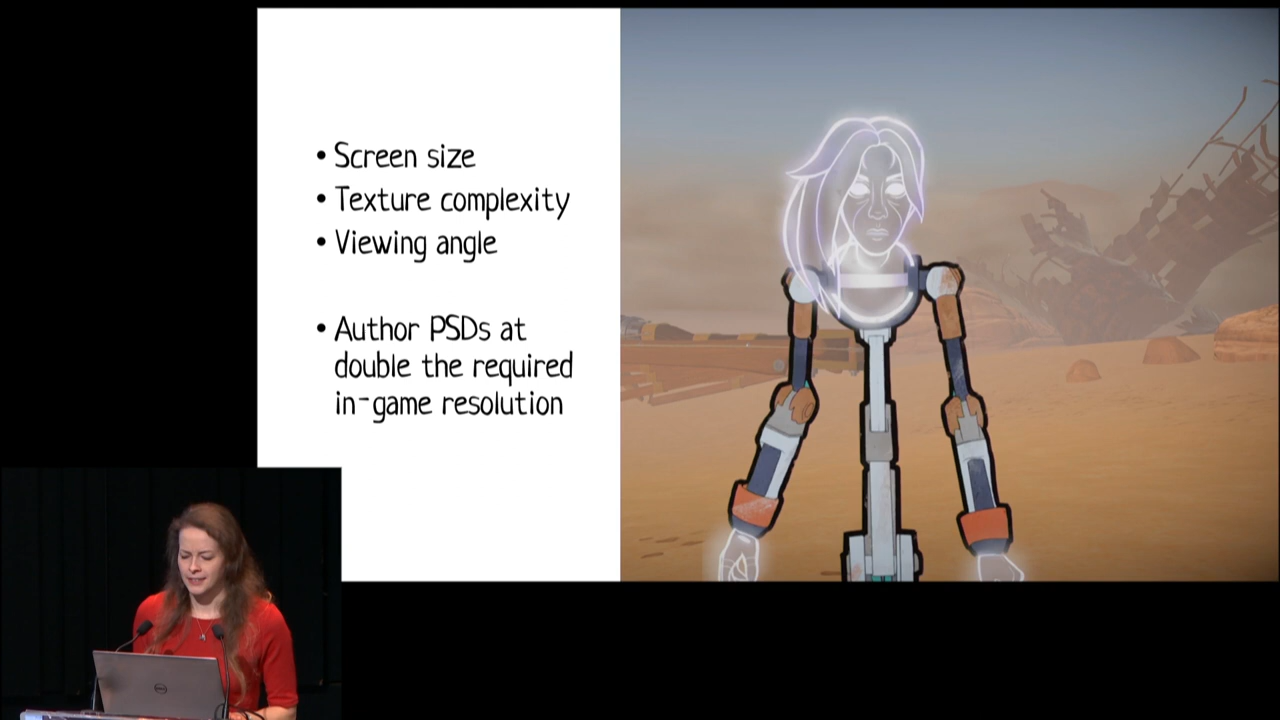 • Screen size
• Texture complexity
• Viewing angle
• Author PSDs at
double the required
in-game resolution